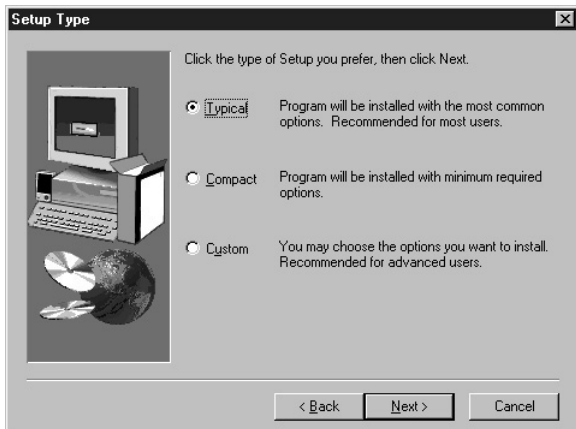 Setup Type
Click the type of Setup you prefer, then click Next.
Typical
Program will be installed with the most common
options. Recommended for most users.
Compact
Program will be installed with minimum required
options.
Custom
You may choose the options you want to install.
Recommended for advanced users.
< Back
Next >
Cancel